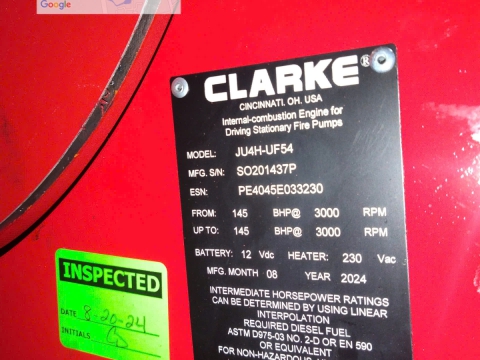 Google
CLARKE®
CINCINNATI. OH. USA
Internal-combustion Engine for
Driving Stationary Fire Pumps
MODEL: JU4H-UF54
MFG. S/N: SO201437P
ESN: PE4045E033230
FROM: 145 BHP@ 3000 RPM
UP TO: 145 BHP@ 3000 RPM
BATTERY: 12 Vdc HEATER: 230 Vac
MFG. MONTH 08 YEAR 2024
INTERMEDIATE HORSEPOWER RATINGS
CAN BE DETERMINED BY USING LINEAR
INTERPOLATION
REQUIRED DIESEL FUEL
ASTM D975-03 NO. 2-D OR EN 590
OR EQUIVALENT
FOR NON-HAZARDOUS
INSPECTED
DATE 8-20-24
INITIALS